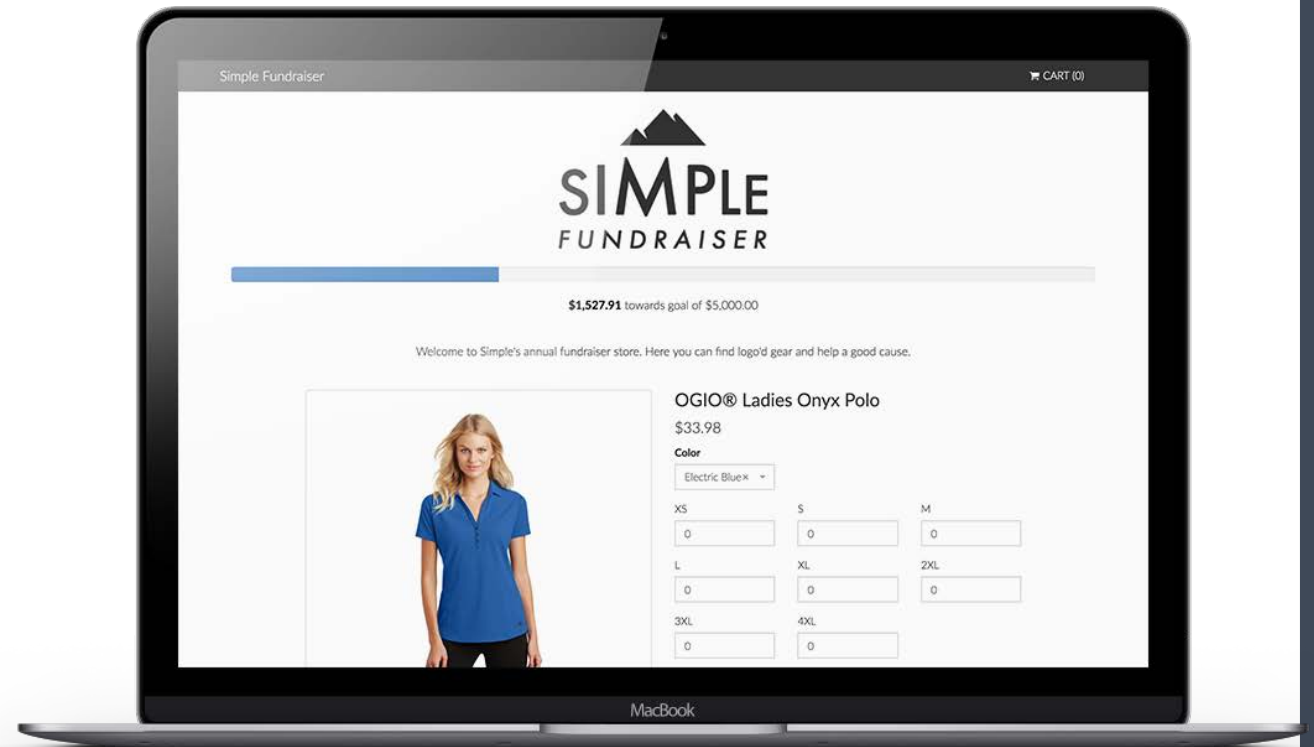 Simple Fundraiser
CART (0)
SIMPLE
FUNDRAISER
$1,527.91 towards goal of $5,000.00
Welcome to Simple's annual fundraiser store. Here you can find logo'd gear and help a good cause.
OGIO® Ladies Onyx Polo
$33.98
Color
Electric Blue×
XS S M
0 0 0
L XL 2XL
0 0 0
3XL 4XL
0 0
MacBook